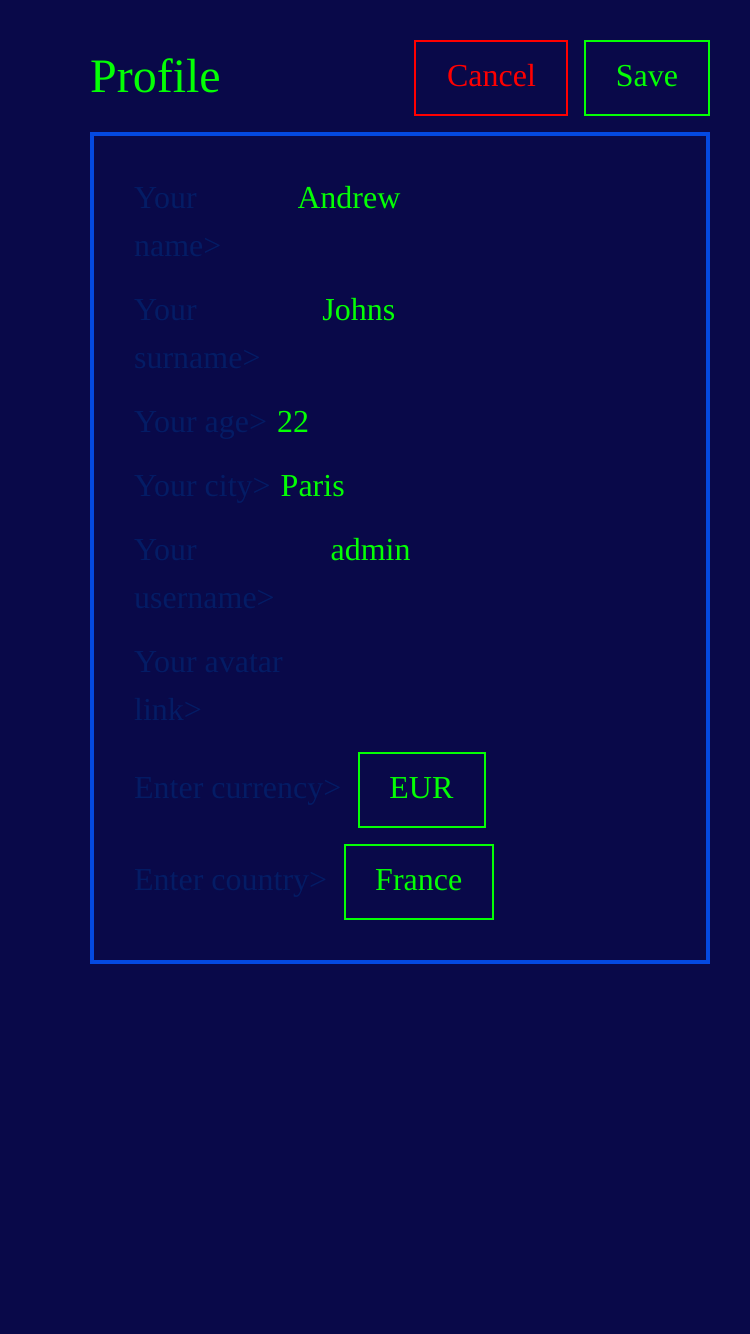 Profile Cancel Save
Your Andrew
name>
Your Johns
surname>
Your age> 22
Your city> Paris
Your admin
username>
Your avatar
link>
Enter currency> EUR
Enter country> France